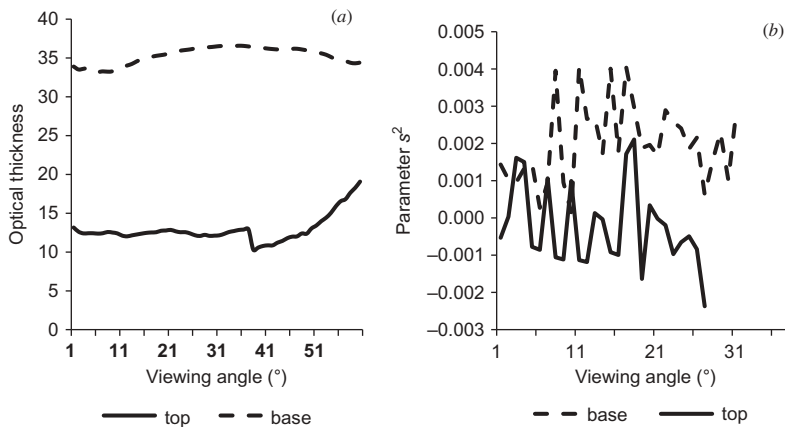 (a)
40
35
30
25
20
15
10
5
0
Optical thickness
1 11 21 31 41 51
Viewing angle (°)
top base
(b)
0.005
0.004
0.003
0.002
0.001
0.000
–0.001
–0.002
–0.003
Parameter s²
1 11 21 31
Viewing angle (°)
base top